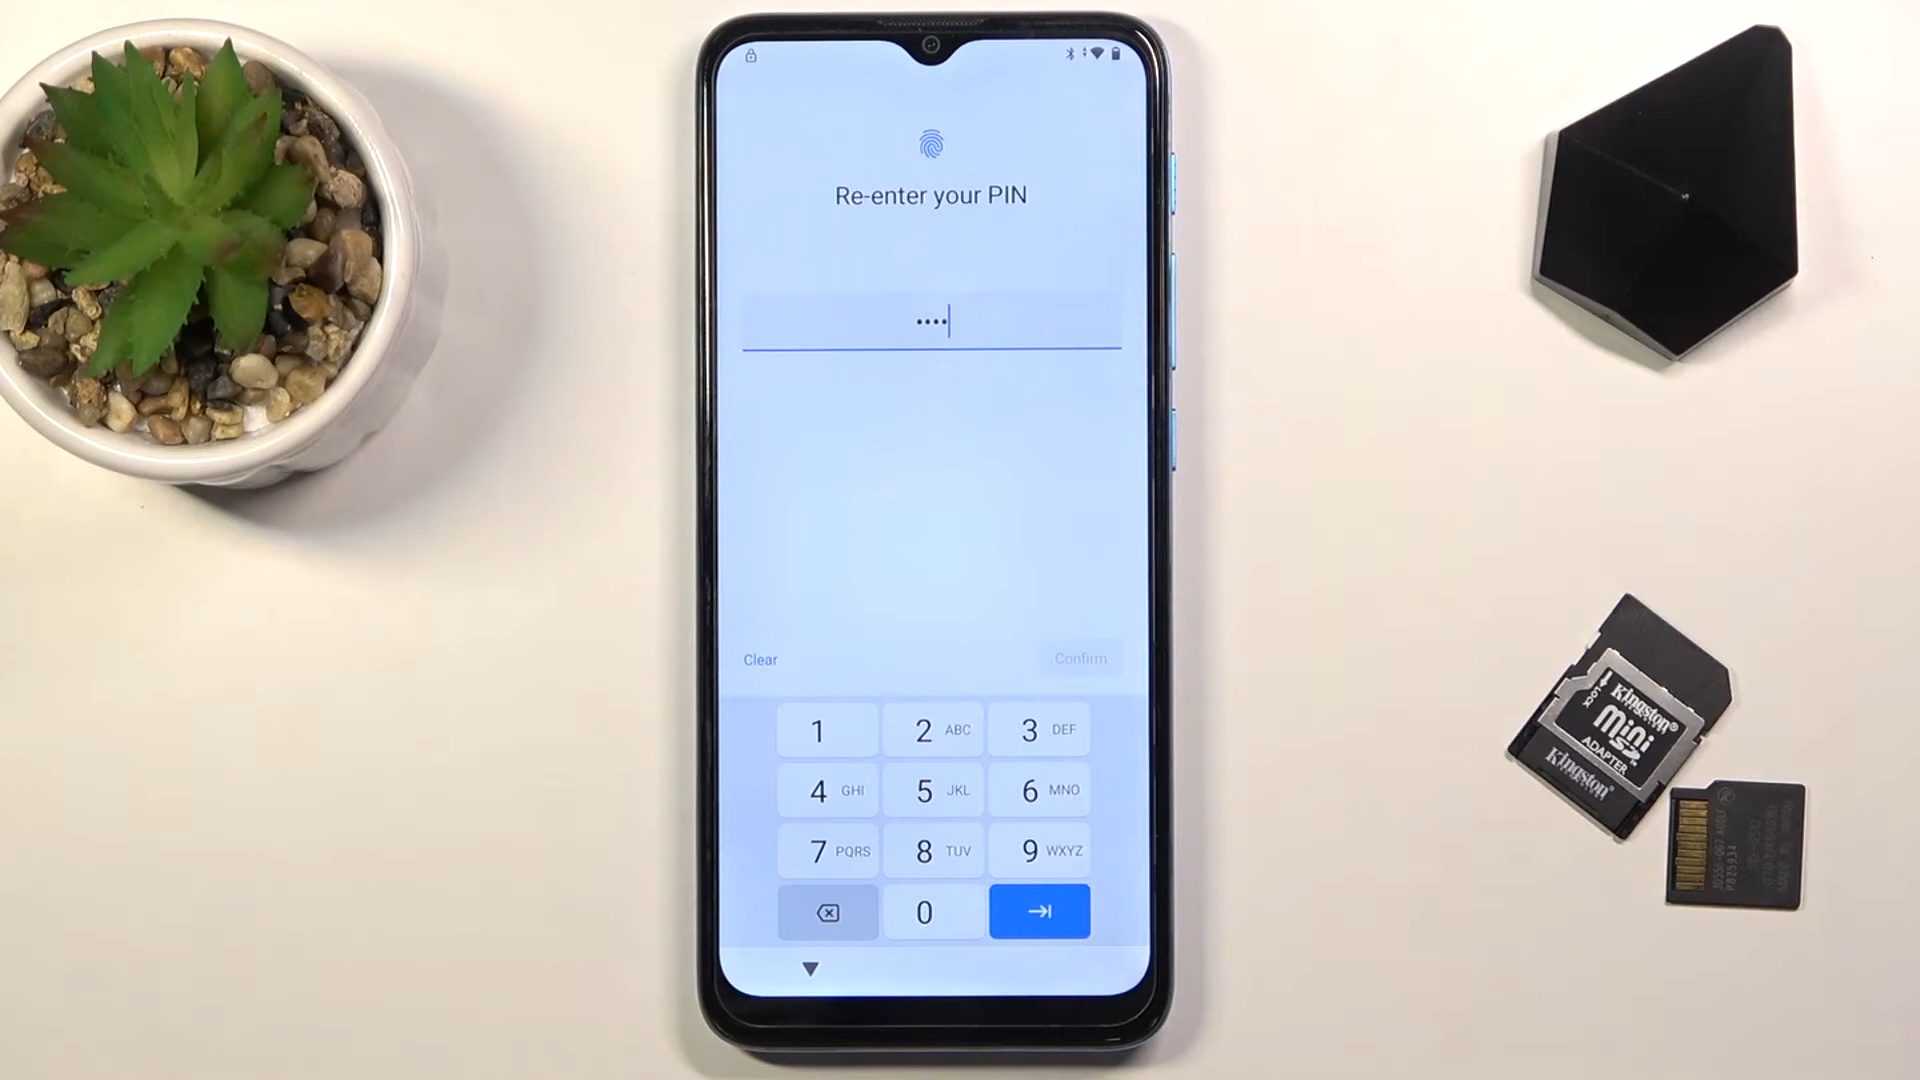 Re-enter your PIN
••••
Clear
Confirm
1
2 ABC
3 DEF
4 GHI
5 JKL
6 MNO
7 PQRS
8 TUV
9 WXYZ
0
LOCK
Kingston®
Mini
SD
ADAPTER
Kingston®